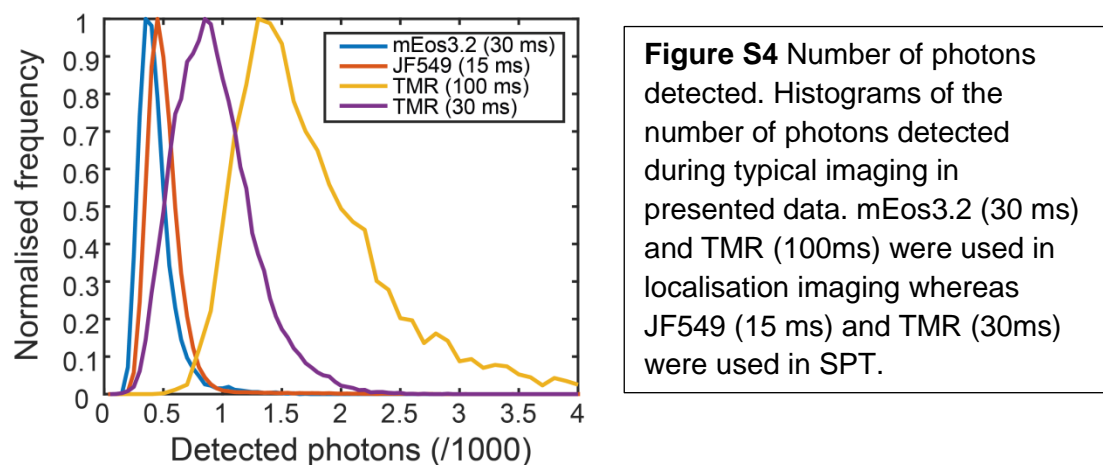 Normalised frequency
1
0.9
0.8
0.7
0.6
0.5
0.4
0.3
0.2
0.1
0
mEos3.2 (30 ms)
JF549 (15 ms)
TMR (100 ms)
TMR (30 ms)
0 0.5 1 1.5 2 2.5 3 3.5 4
Detected photons (/1000)
Figure S4 Number of photons
detected. Histograms of the
number of photons detected
during typical imaging in
presented data. mEos3.2 (30 ms)
and TMR (100ms) were used in
localisation imaging whereas
JF549 (15 ms) and TMR (30ms)
were used in SPT.